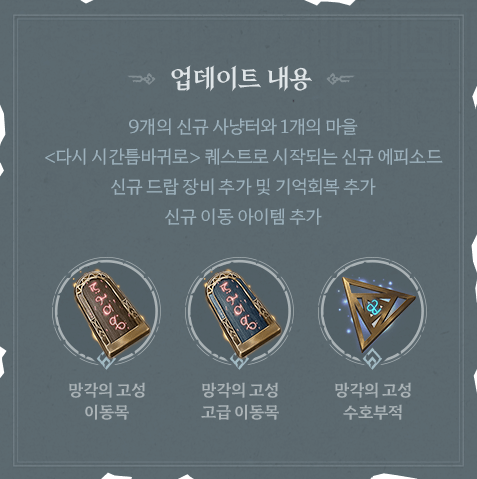 업데이트 내용
9개의 신규 사냥터와 1개의 마을
<다시 시간틈바귀로> 퀘스트로 시작되는 신규 에피소드
신규 드랍 장비 추가 및 기억회복 추가
신규 이동 아이템 추가
망각의 고성
이동목
망각의 고성
고급 이동목
망각의 고성
수호부적